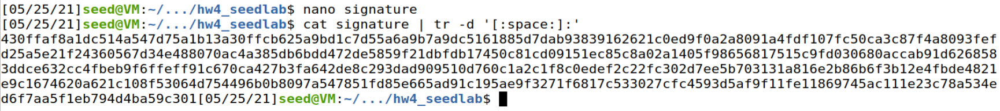 [05/25/21]seed@VM:~/.../hw4_seedlab$ nano signature
[05/25/21]seed@VM:~/.../hw4_seedlab$ cat signature | tr -d '[:space:]:'
430ffaf8a1dc514a547d75a1b13a30ffcb625a9bd1c7d55a6a9b7a9dc5161885d7dab93839162621c0ed9f0a2a8091a4fdf107fc50ca3c87f4a8093fef
d25a5e21f24360567d34e488070ac4a385db6bdd472de5859f21dbfdb17450c81cd09151ec85c8a02a1405f98656817515c9fd030680accab91d626858
3ddce632cc4fbeb9f6ffeff91c670ca427b3fa642de8c293dad909510d760c1a2c1f8c0edef2c22fc302d7ee5b703131a816e2b86b6f3b12e4fbde4821
e9c1674620a621c108f53064d754496b0b8097a547851fd85e665ad91c195ae9f3271f6817c533027cfc4593d5af9f11fe11869745ac111e23c78a534e
d6f7aa5f1eb794d4ba59c301[05/25/21]seed@VM:~/.../hw4_seedlab$